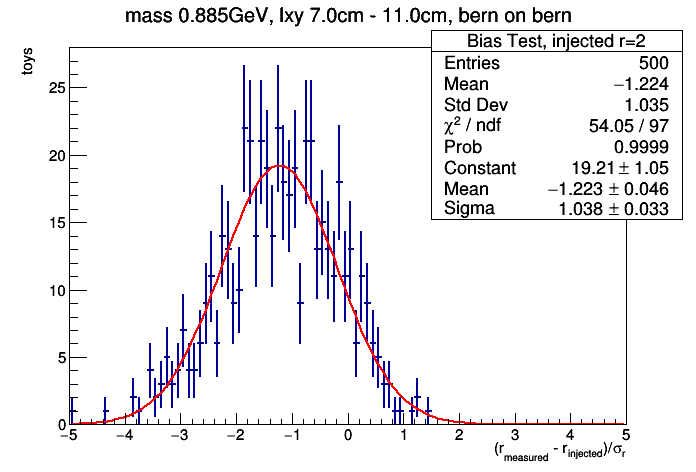 mass 0.885GeV, lxy 7.0cm - 11.0cm, bern on bern
toys
Bias Test, injected r=2
Entries 500
Mean −1.224
Std Dev 1.035
χ² / ndf 54.05 / 97
Prob 0.9999
Constant 19.21 ± 1.05
Mean −1.223 ± 0.046
Sigma 1.038 ± 0.033
25
20
15
10
5
0
−5 −4 −3 −2 −1 0 1 2 3 4 5
(r_measured - r_injected)/σ_r